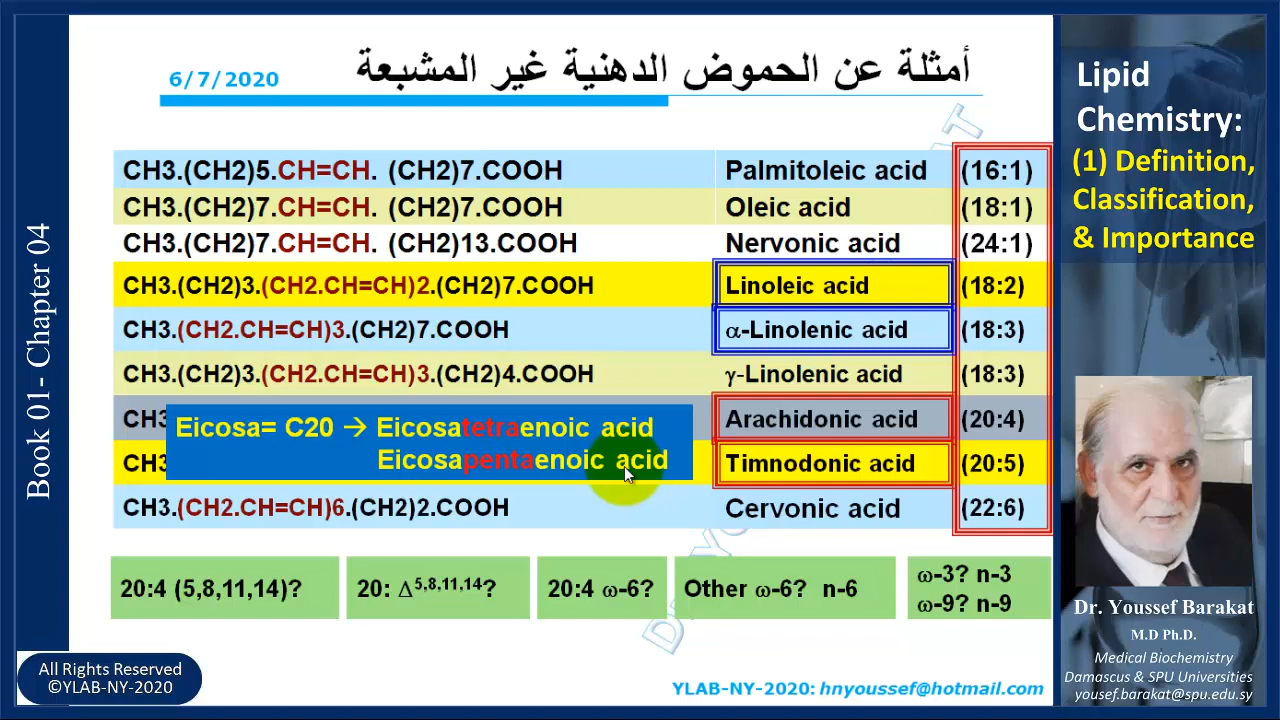 Book 01- Chapter 04
أمثلة عن الحموض الدهنية غير المشبعة
6/7/2020
CH3.(CH2)5.CH=CH. (CH2)7.COOH Palmitoleic acid (16:1)
CH3.(CH2)7.CH=CH. (CH2)7.COOH Oleic acid (18:1)
CH3.(CH2)7.CH=CH. (CH2)13.COOH Nervonic acid (24:1)
CH3.(CH2)3.(CH2.CH=CH)2.(CH2)7.COOH Linoleic acid (18:2)
CH3.(CH2.CH=CH)3.(CH2)7.COOH α-Linolenic acid (18:3)
CH3.(CH2)3.(CH2.CH=CH)3.(CH2)4.COOH γ-Linolenic acid (18:3)
CH3 Arachidonic acid (20:4)
CH3 Timnodonic acid (20:5)
Eicosa= C20 → Eicosatetraenoic acid
Eicosapentaenoic acid
CH3.(CH2.CH=CH)6.(CH2)2.COOH Cervonic acid (22:6)
20:4 (5,8,11,14)? 20: Δ5,8,11,14? 20:4 ω-6? Other ω-6? n-6
ω-3? n-3
ω-9? n-9
All Rights Reserved
©YLAB-NY-2020
YLAB-NY-2020: hnyoussef@hotmail.com
Lipid
Chemistry:
(1) Definition,
Classification,
& Importance
Dr. Youssef Barakat
M.D Ph.D.
Medical Biochemistry
Damascus & SPU Universities
yousef.barakat@spu.edu.sy